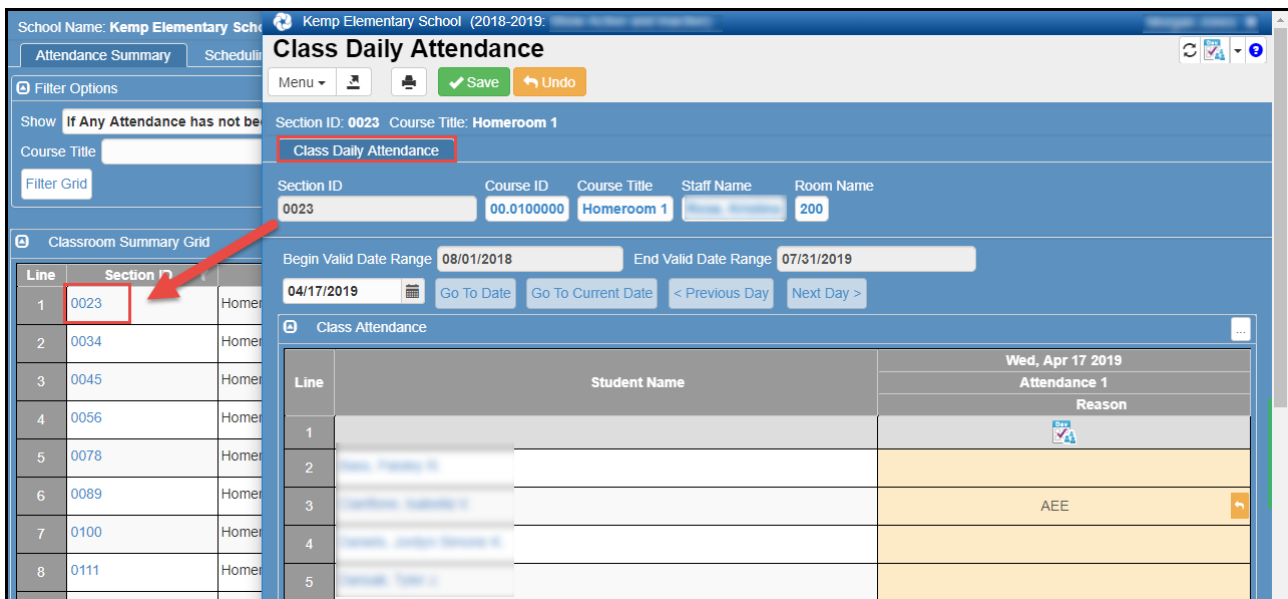 School Name: Kemp Elementary Scho
Attendance Summary Schedulin
Filter Options
Show If Any Attendance has not be
Course Title
Filter Grid
Classroom Summary Grid
Line Section ID
1 0023 Homer
2 0034 Homer
3 0045 Homer
4 0056 Homer
5 0078 Homer
6 0089 Homer
7 0100 Homer
8 0111 Homer
Kemp Elementary School (2018-2019:
Class Daily Attendance
Menu Save Undo
Section ID: 0023 Course Title: Homeroom 1
Class Daily Attendance
Section ID Course ID Course Title Staff Name Room Name
0023 00.0100000 Homeroom 1 200
Begin Valid Date Range 08/01/2018 End Valid Date Range 07/31/2019
04/17/2019 Go To Date Go To Current Date < Previous Day Next Day >
Class Attendance ...
Wed, Apr 17 2019
Line Student Name Attendance 1
Reason
1 Dev
2
3 AEE
4
5